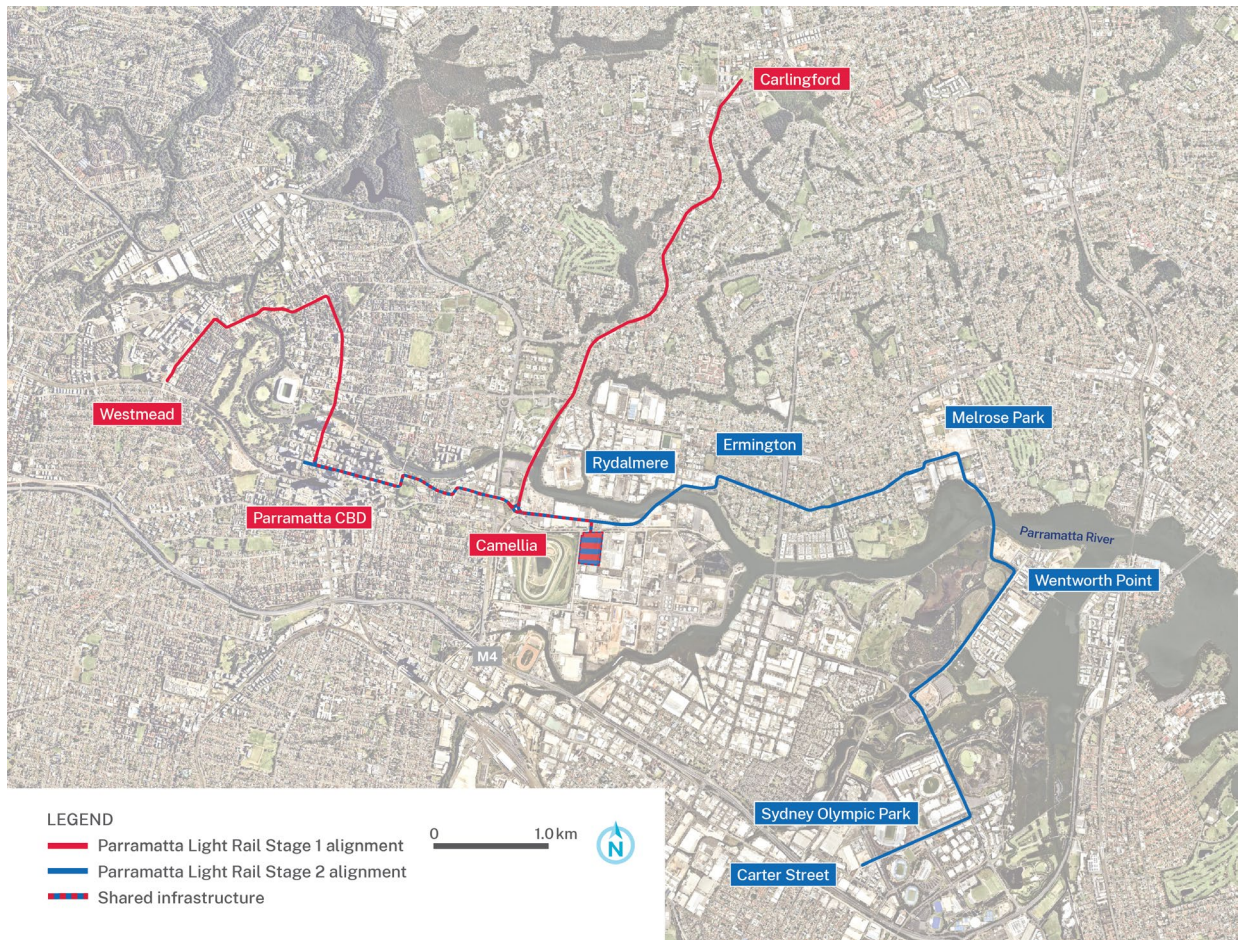 Carlingford
Westmead
Melrose Park
Ermington
Rydalmere
Parramatta CBD
Camellia
Parramatta River
Wentworth Point
M4
Sydney Olympic Park
Carter Street
LEGEND
Parramatta Light Rail Stage 1 alignment
Parramatta Light Rail Stage 2 alignment
Shared infrastructure
0 1.0 km
N